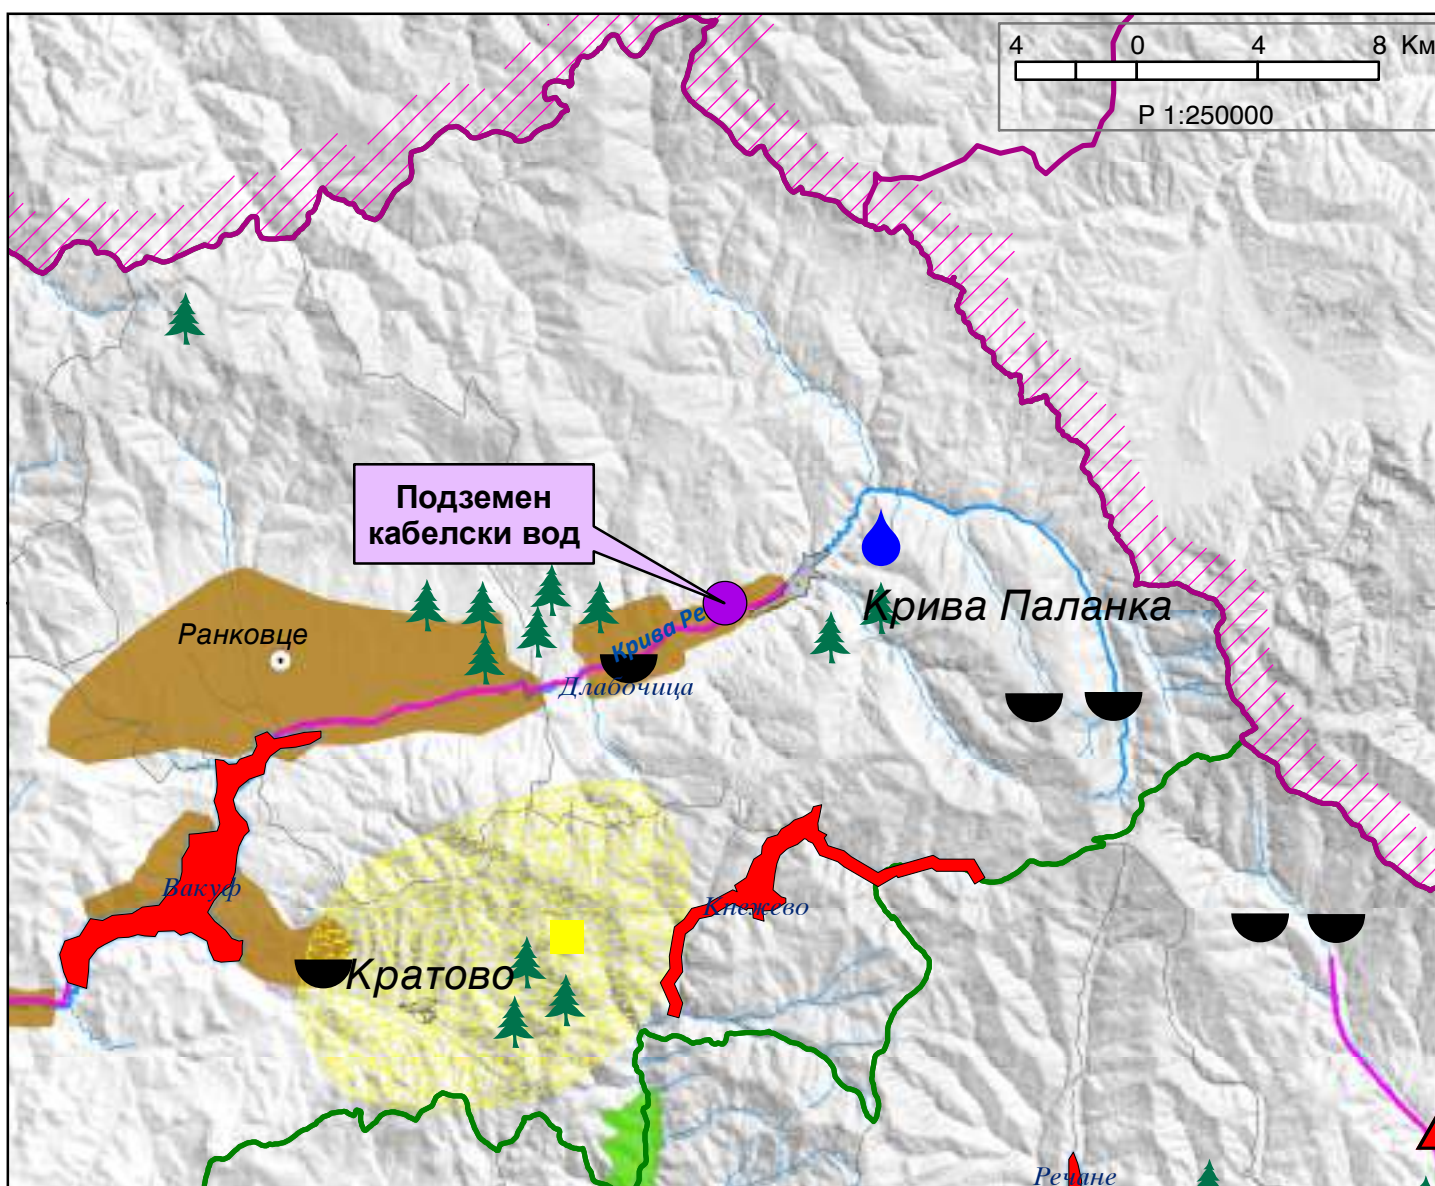 4 0 4 8 Км
Р 1:250000
Подземен
кабелски вод
Крива Паланка
Ранковце
Крива Ре
Длабочица
Вакуф
Кнежево
Кратово
Речане